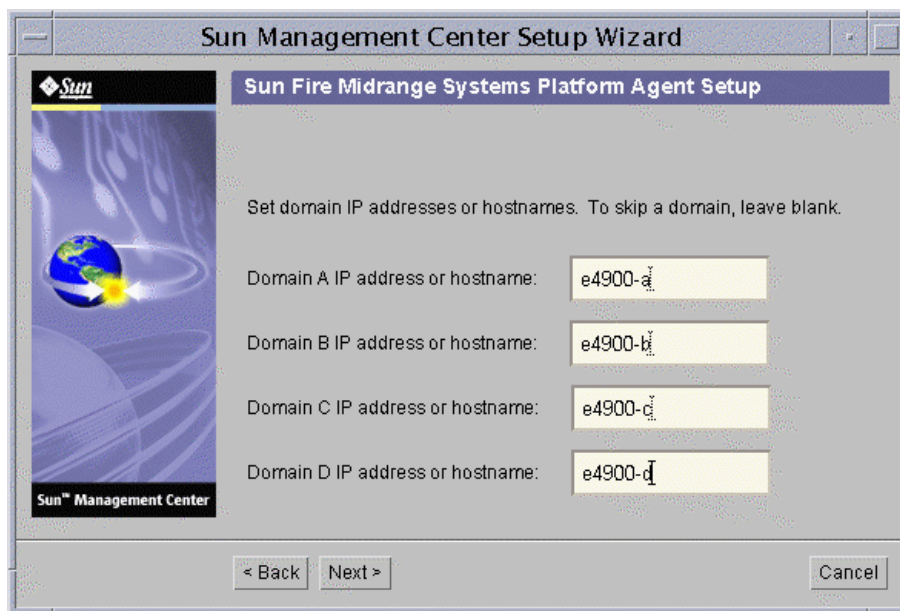 Sun Management Center Setup Wizard
Sun
Sun Fire Midrange Systems Platform Agent Setup
Set domain IP addresses or hostnames. To skip a domain, leave blank.
Domain A IP address or hostname: e4900-a
Domain B IP address or hostname: e4900-b
Domain C IP address or hostname: e4900-c
Domain D IP address or hostname: e4900-d
Sun™ Management Center
< Back Next > Cancel